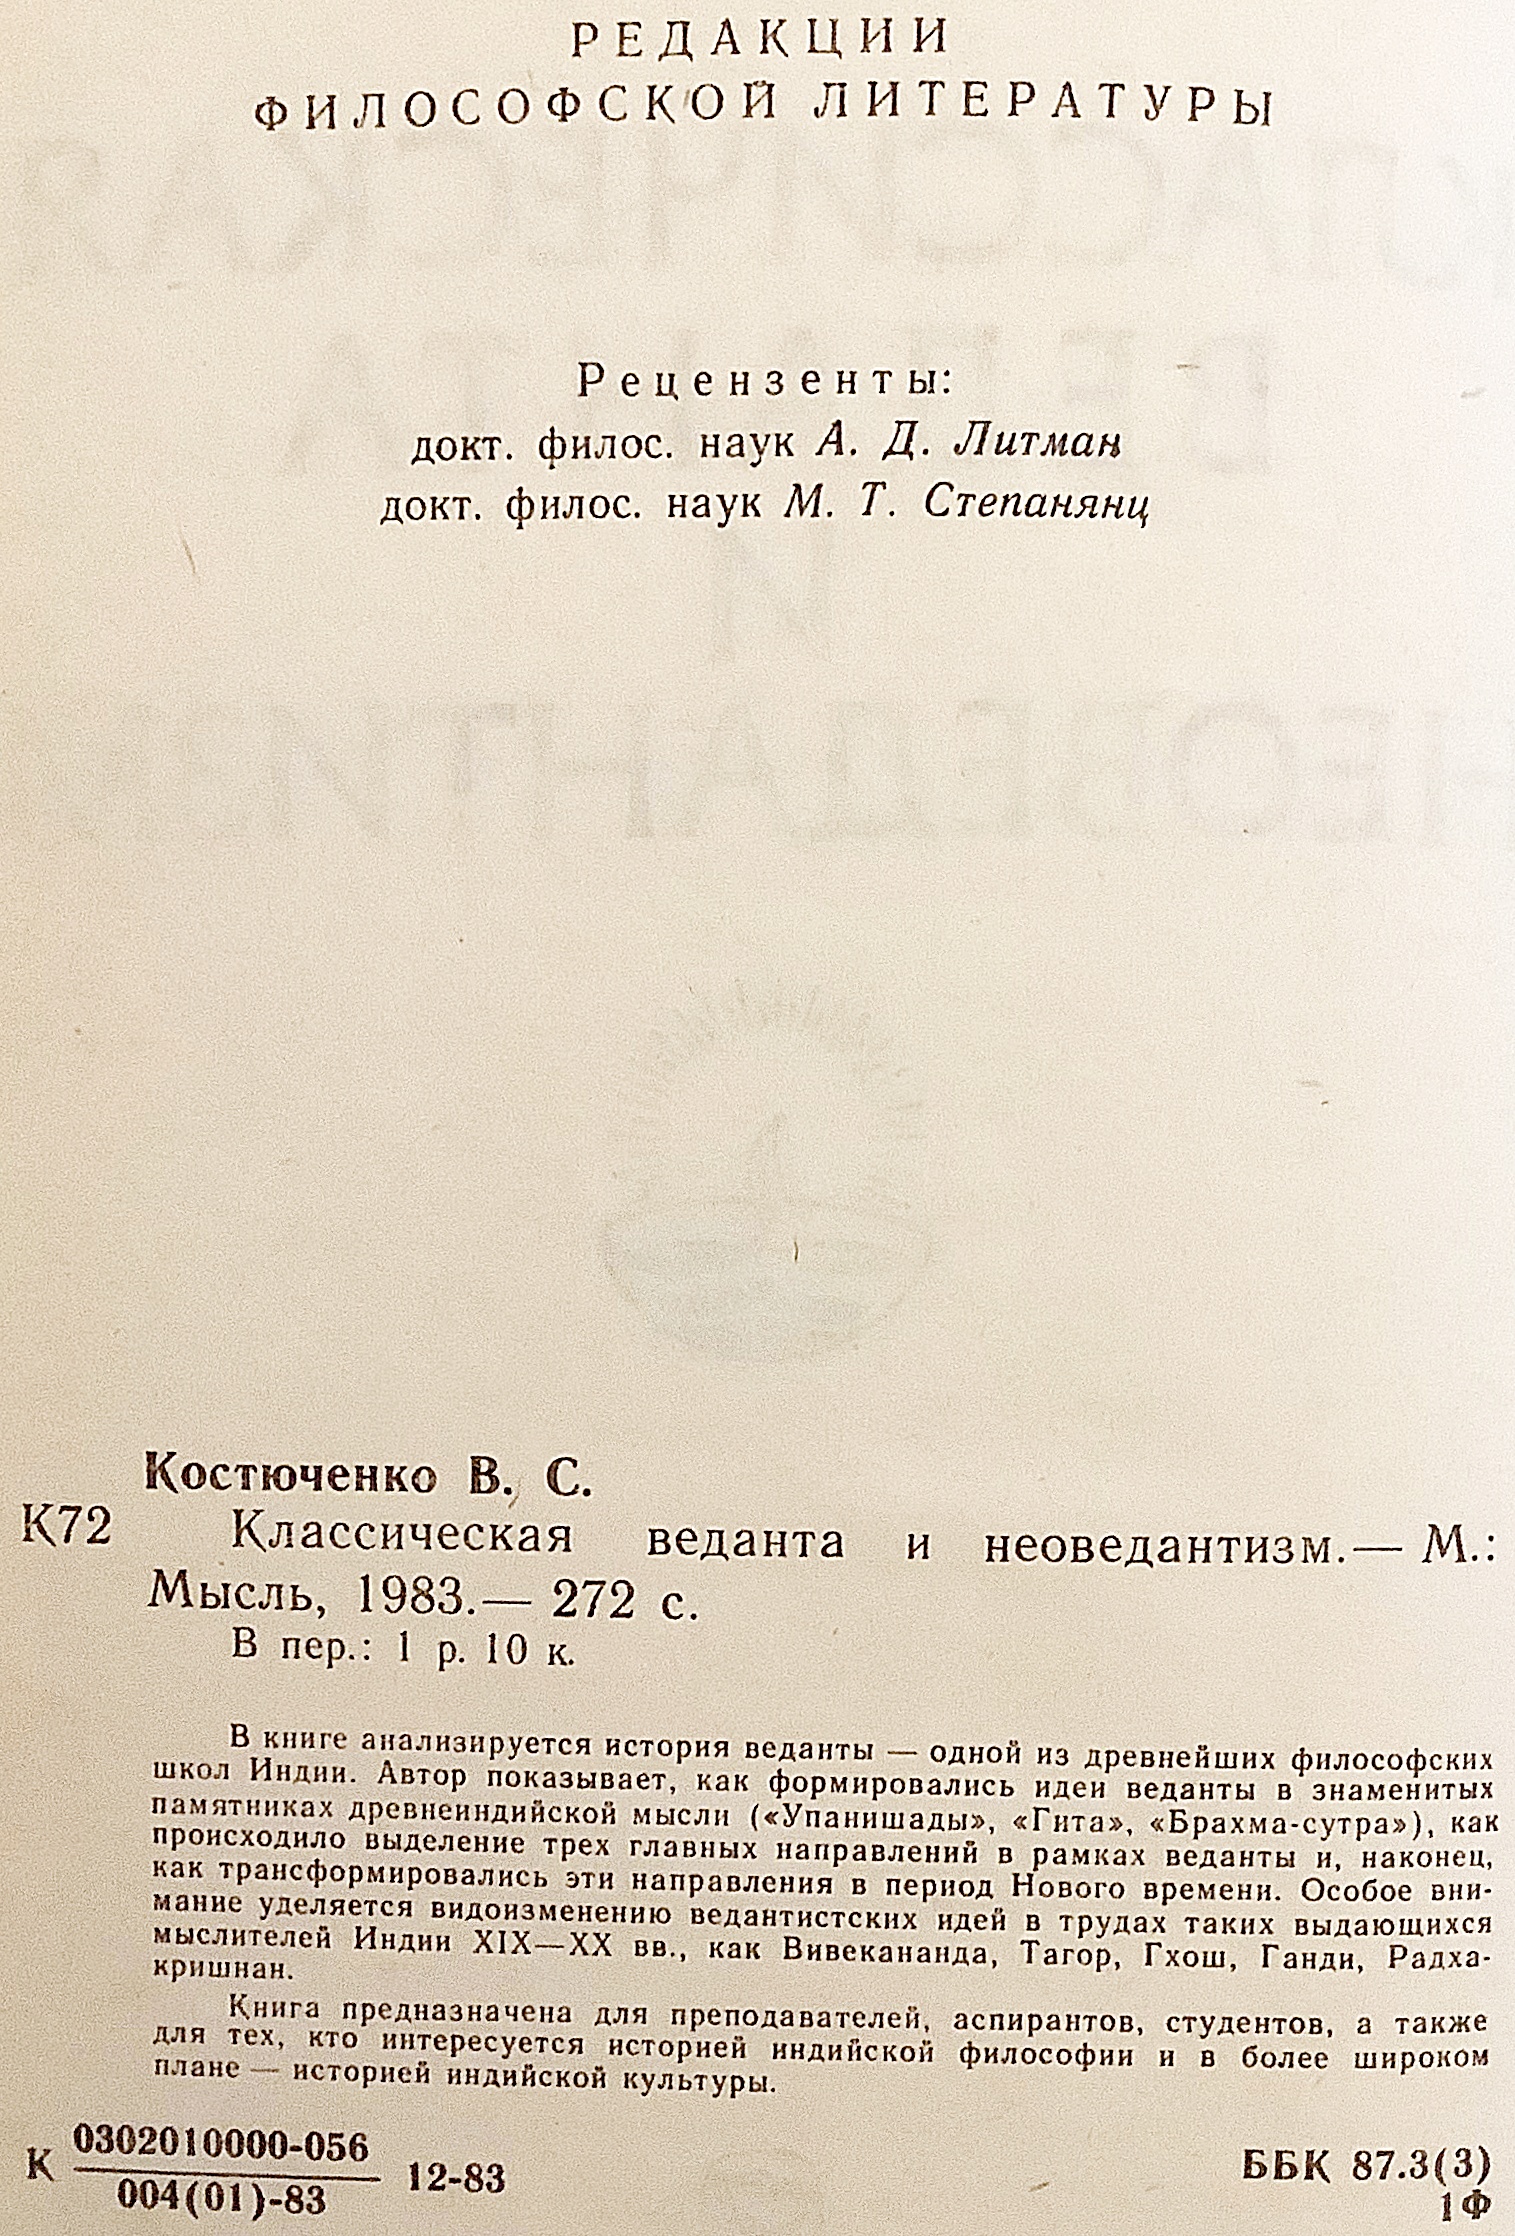 РЕДАКЦИИ
ФИЛОСОФСКОЙ ЛИТЕРАТУРЫ
Рецензенты:
докт. филос. наук А. Д. Литман
докт. филос. наук М. Т. Степанянц
Костюченко В. С.
К72 Классическая веданта и неоведантизм.— М.:
Мысль, 1983.— 272 с.
В пер.: 1 р. 10 к.
В книге анализируется история веданты — одной из древнейших философских
школ Индии. Автор показывает, как формировались идеи веданты в знаменитых
памятниках древнеиндийской мысли («Упанишады», «Гита», «Брахма-сутра»), как
происходило выделение трех главных направлений в рамках веданты и, наконец,
как трансформировались эти направления в период Нового времени. Особое вни-
мание уделяется видоизменению ведантистских идей в трудах таких выдающихся
мыслителей Индии XIX—XX вв., как Вивекананда, Тагор, Гхош, Ганди, Радха-
кришнан.
Книга предназначена для преподавателей, аспирантов, студентов, а также
для тех, кто интересуется историей индийской философии и в более широком
плане — историей индийской культуры.
К 0302010000-056 12-83
004(01)-83
ББК 87.3(3)
1Ф